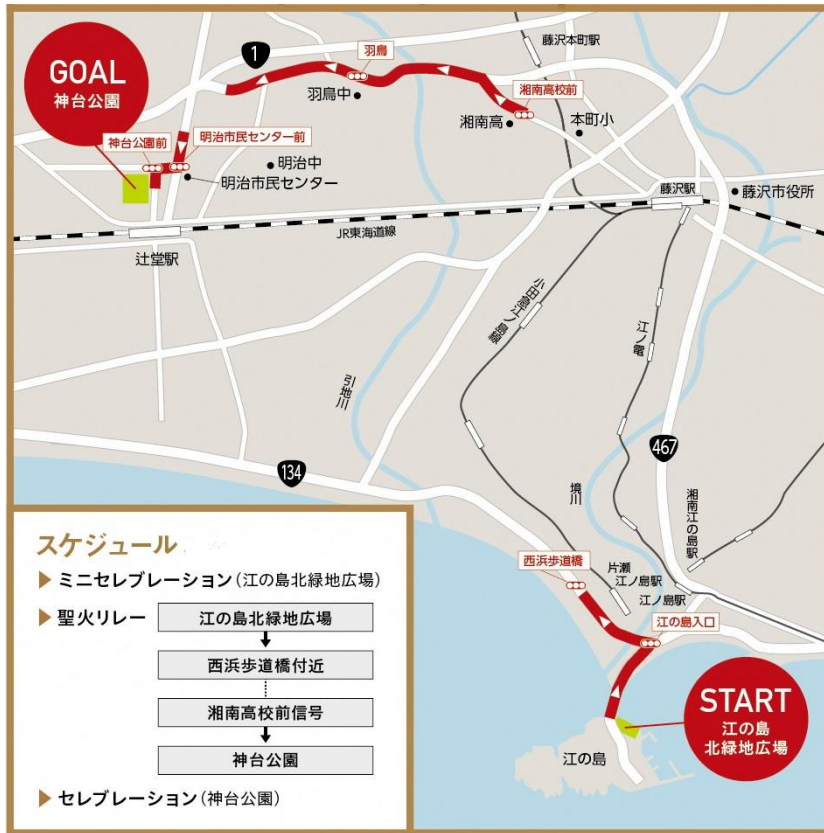 GOAL
神台公園
1
羽鳥
藤沢本町駅
羽鳥中
湘南高校前
湘南高
本町小
神台公園前
明治市民センター前
明治中
明治市民センター
藤沢駅
藤沢市役所
JR東海道線
辻堂駅
小田急江ノ島線
江ノ電
引地川
467
134
境川
湘南江の島駅
西浜歩道橋
片瀬
江ノ島駅
江ノ島駅
江の島入口
START
江の島
北緑地広場
江の島
スケジュール
ミニセレブレーション(江の島北緑地広場)
聖火リレー
江の島北緑地広場
西浜歩道橋付近
湘南高校前信号
神台公園
セレブレーション(神台公園)